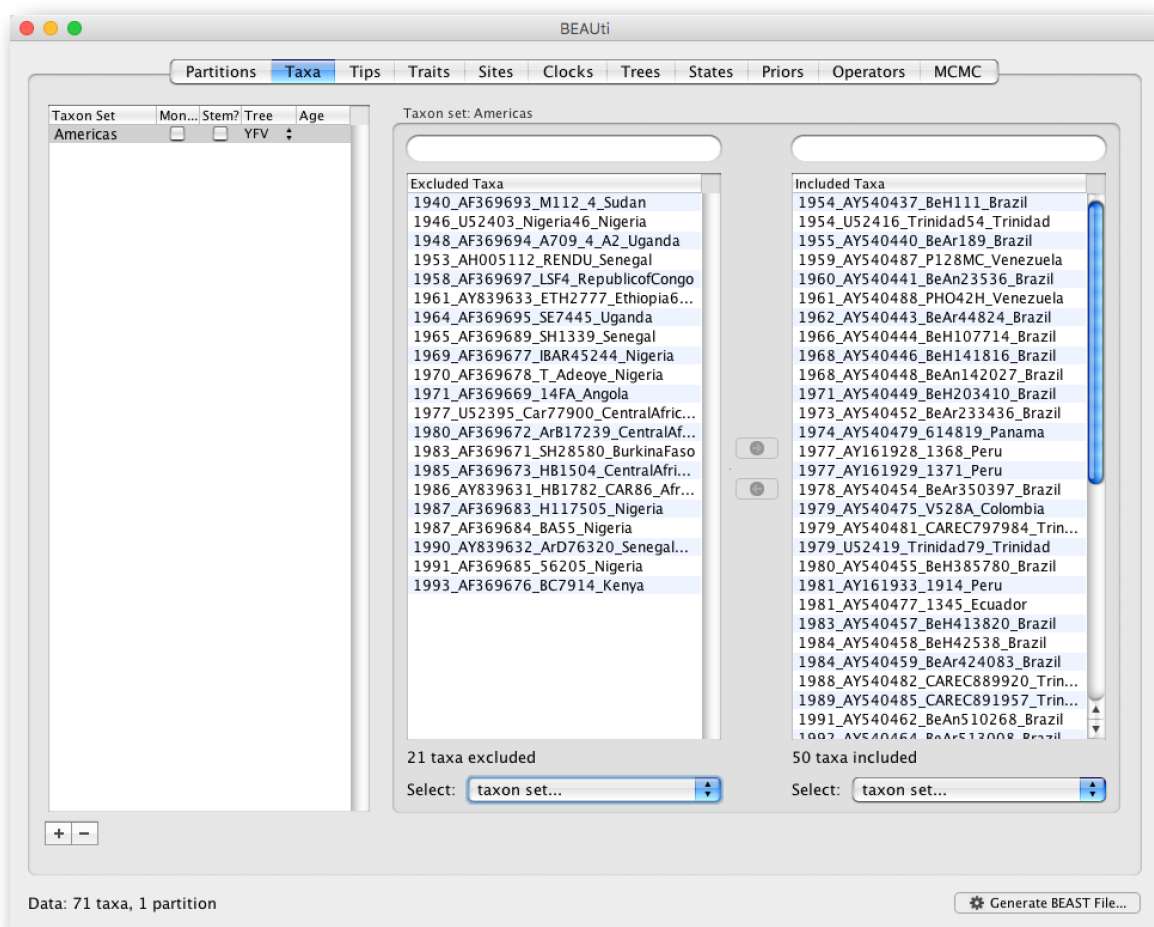 BEAUti
Partitions Taxa Tips Traits Sites Clocks Trees States Priors Operators MCMC
Taxon Set Mon... Stem? Tree Age
Americas YFV
Taxon set: Americas
Excluded Taxa
1940_AF369693_M112_4_Sudan
1946_U52403_Nigeria46_Nigeria
1948_AF369694_A709_4_A2_Uganda
1953_AH005112_RENDU_Senegal
1958_AF369697_LSF4_RepublicofCongo
1961_AY839633_ETH2777_Ethiopia6...
1964_AF369695_SE7445_Uganda
1965_AF369689_SH1339_Senegal
1969_AF369677_IBAR45244_Nigeria
1970_AF369678_T_Adeoye_Nigeria
1971_AF369669_14FA_Angola
1977_U52395_Car77900_CentralAfric...
1980_AF369672_ArB17239_CentralAf...
1983_AF369671_SH28580_BurkinaFaso
1985_AF369673_HB1504_CentralAfri...
1986_AY839631_HB1782_CAR86_Afr...
1987_AF369683_H117505_Nigeria
1987_AF369684_BA55_Nigeria
1990_AY839632_ArD76320_Senegal...
1991_AF369685_56205_Nigeria
1993_AF369676_BC7914_Kenya
21 taxa excluded
Select: taxon set...
Included Taxa
1954_AY540437_BeH111_Brazil
1954_U52416_Trinidad54_Trinidad
1955_AY540440_BeAr189_Brazil
1959_AY540487_P128MC_Venezuela
1960_AY540441_BeAn23536_Brazil
1961_AY540488_PHO42H_Venezuela
1962_AY540443_BeAr44824_Brazil
1966_AY540444_BeH107714_Brazil
1968_AY540446_BeH141816_Brazil
1968_AY540448_BeAn142027_Brazil
1971_AY540449_BeH203410_Brazil
1973_AY540452_BeAr233436_Brazil
1974_AY540479_614819_Panama
1977_AY161928_1368_Peru
1977_AY161929_1371_Peru
1978_AY540454_BeAr350397_Brazil
1979_AY540475_V528A_Colombia
1979_AY540481_CAREC797984_Trin...
1979_U52419_Trinidad79_Trinidad
1980_AY540455_BeH385780_Brazil
1981_AY161933_1914_Peru
1981_AY540477_1345_Ecuador
1983_AY540457_BeH413820_Brazil
1984_AY540458_BeH42538_Brazil
1984_AY540459_BeAr424083_Brazil
1988_AY540482_CAREC889920_Trin...
1989_AY540485_CAREC891957_Trin...
1991_AY540462_BeAn510268_Brazil
1992_AY540464_BeAr513008_Brazil
50 taxa included
Select: taxon set...
+ −
Data: 71 taxa, 1 partition
Generate BEAST File...